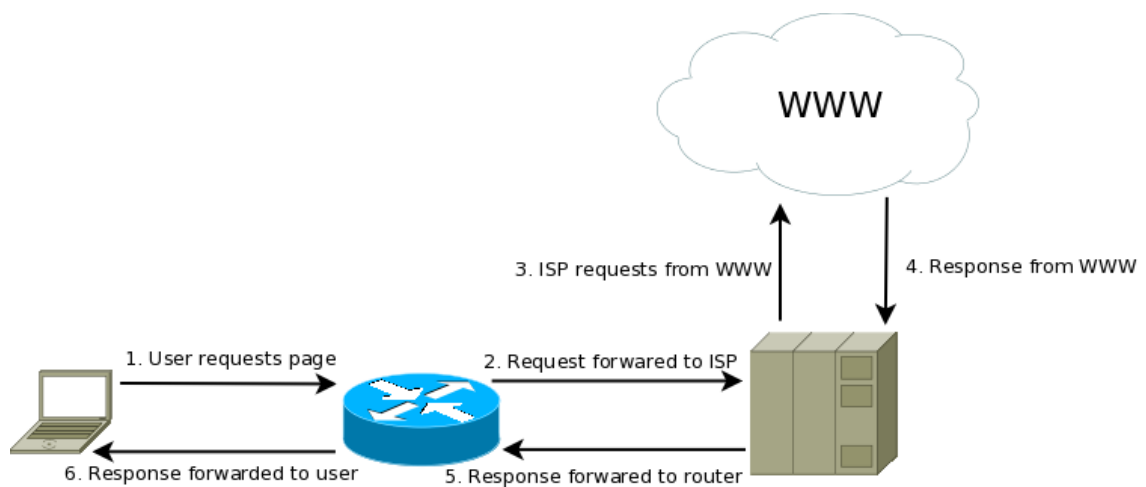 WWW
3. ISP requests from WWW
4. Response from WWW
1. User requests page
2. Request forwared to ISP
6. Response forwarded to user
5. Response forwared to router